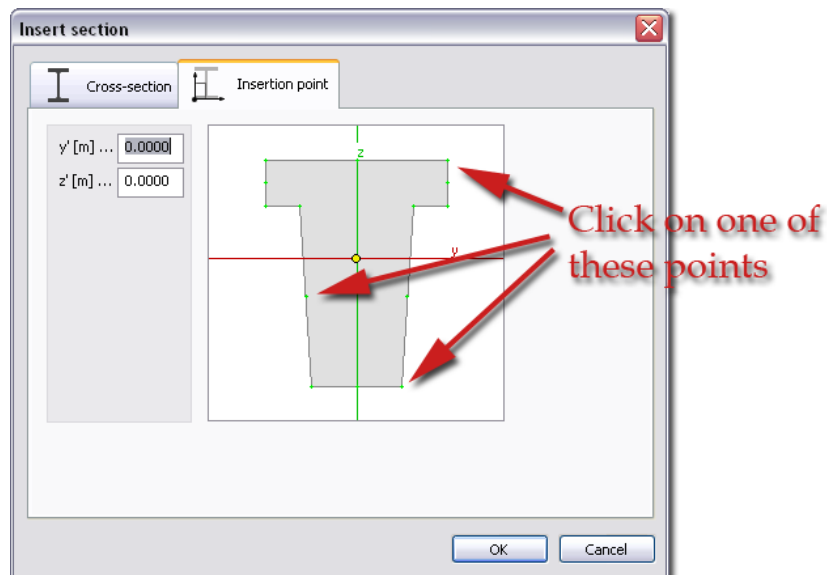 Insert section
Cross-section
Insertion point
y' [m] ... 0.0000
z' [m] ... 0.0000
z
y
Click on one of
these points
OK
Cancel